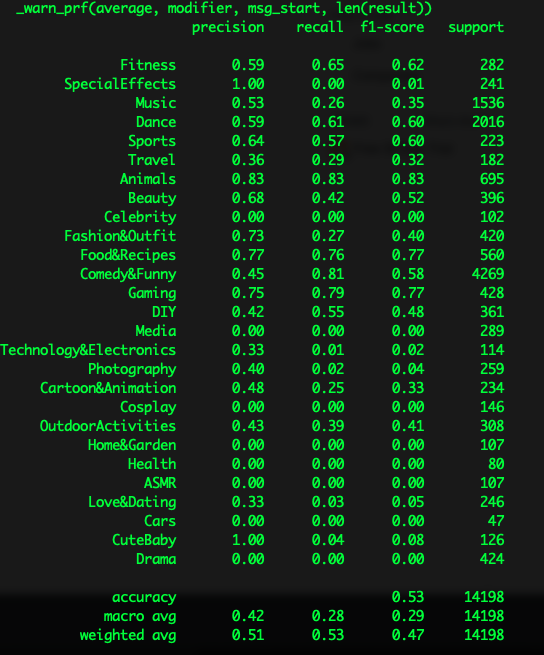 _warn_prf(average, modifier, msg_start, len(result))
precision recall f1-score support
Fitness 0.59 0.65 0.62 282
SpecialEffects 1.00 0.00 0.01 241
Music 0.53 0.26 0.35 1536
Dance 0.59 0.61 0.60 2016
Sports 0.64 0.57 0.60 223
Travel 0.36 0.29 0.32 182
Animals 0.83 0.83 0.83 695
Beauty 0.68 0.42 0.52 396
Celebrity 0.00 0.00 0.00 102
Fashion&Outfit 0.73 0.27 0.40 420
Food&Recipes 0.77 0.76 0.77 560
Comedy&Funny 0.45 0.81 0.58 4269
Gaming 0.75 0.79 0.77 428
DIY 0.42 0.55 0.48 361
Media 0.00 0.00 0.00 289
Technology&Electronics 0.33 0.01 0.02 114
Photography 0.40 0.02 0.04 259
Cartoon&Animation 0.48 0.25 0.33 234
Cosplay 0.00 0.00 0.00 146
OutdoorActivities 0.43 0.39 0.41 308
Home&Garden 0.00 0.00 0.00 107
Health 0.00 0.00 0.00 80
ASMR 0.00 0.00 0.00 107
Love&Dating 0.33 0.03 0.05 246
Cars 0.00 0.00 0.00 47
CuteBaby 1.00 0.04 0.08 126
Drama 0.00 0.00 0.00 424
accuracy 0.53 14198
macro avg 0.42 0.28 0.29 14198
weighted avg 0.51 0.53 0.47 14198